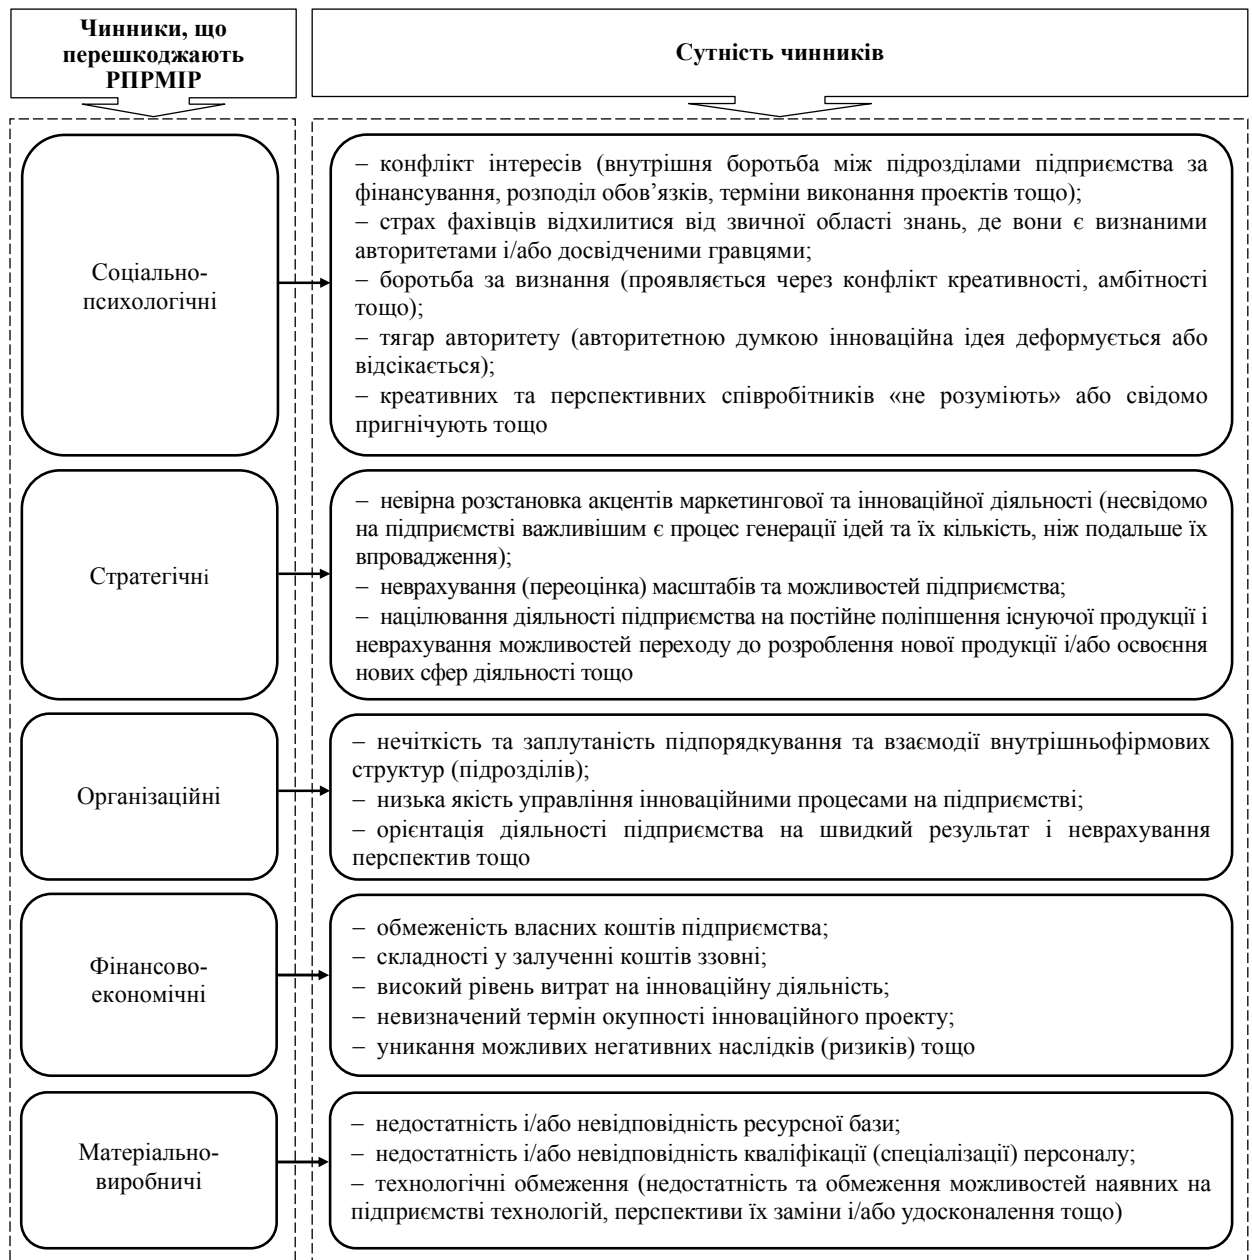 Чинники, що
перешкоджають
РПРМІР
Сутність чинників
Соціально-
психологічні
– конфлікт інтересів (внутрішня боротьба між підрозділами підприємства за
фінансування, розподіл обов’язків, терміни виконання проектів тощо);
– страх фахівців відхилитися від звичної області знань, де вони є визнаними
авторитетами і/або досвідченими гравцями;
– боротьба за визнання (проявляється через конфлікт креативності, амбітності
тощо);
– тягар авторитету (авторитетною думкою інноваційна ідея деформується або
відсікається);
– креативних та перспективних співробітників «не розуміють» або свідомо
пригнічують тощо
Стратегічні
– невірна розстановка акцентів маркетингової та інноваційної діяльності (несвідомо
на підприємстві важливішим є процес генерації ідей та їх кількість, ніж подальше їх
впровадження);
– неврахування (переоцінка) масштабів та можливостей підприємства;
– націлювання діяльності підприємства на постійне поліпшення існуючої продукції і
неврахування можливостей переходу до розроблення нової продукції і/або освоєння
нових сфер діяльності тощо
Організаційні
– нечіткість та заплутаність підпорядкування та взаємодії внутрішньофірмових
структур (підрозділів);
– низька якість управління інноваційними процесами на підприємстві;
– орієнтація діяльності підприємства на швидкий результат і неврахування
перспектив тощо
Фінансово-
економічні
– обмеженість власних коштів підприємства;
– складності у залученні коштів ззовні;
– високий рівень витрат на інноваційну діяльність;
– невизначений термін окупності інноваційного проекту;
– уникання можливих негативних наслідків (ризиків) тощо
Матеріально-
виробничі
– недостатність і/або невідповідність ресурсної бази;
– недостатність і/або невідповідність кваліфікації (спеціалізації) персоналу;
– технологічні обмеження (недостатність та обмеження можливостей наявних на
підприємстві технологій, перспективи їх заміни і/або удосконалення тощо)